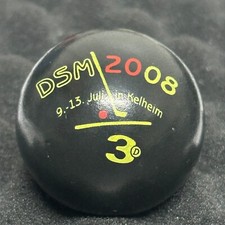 DSM 2008
9.-13. Juli in Kelheim
3D